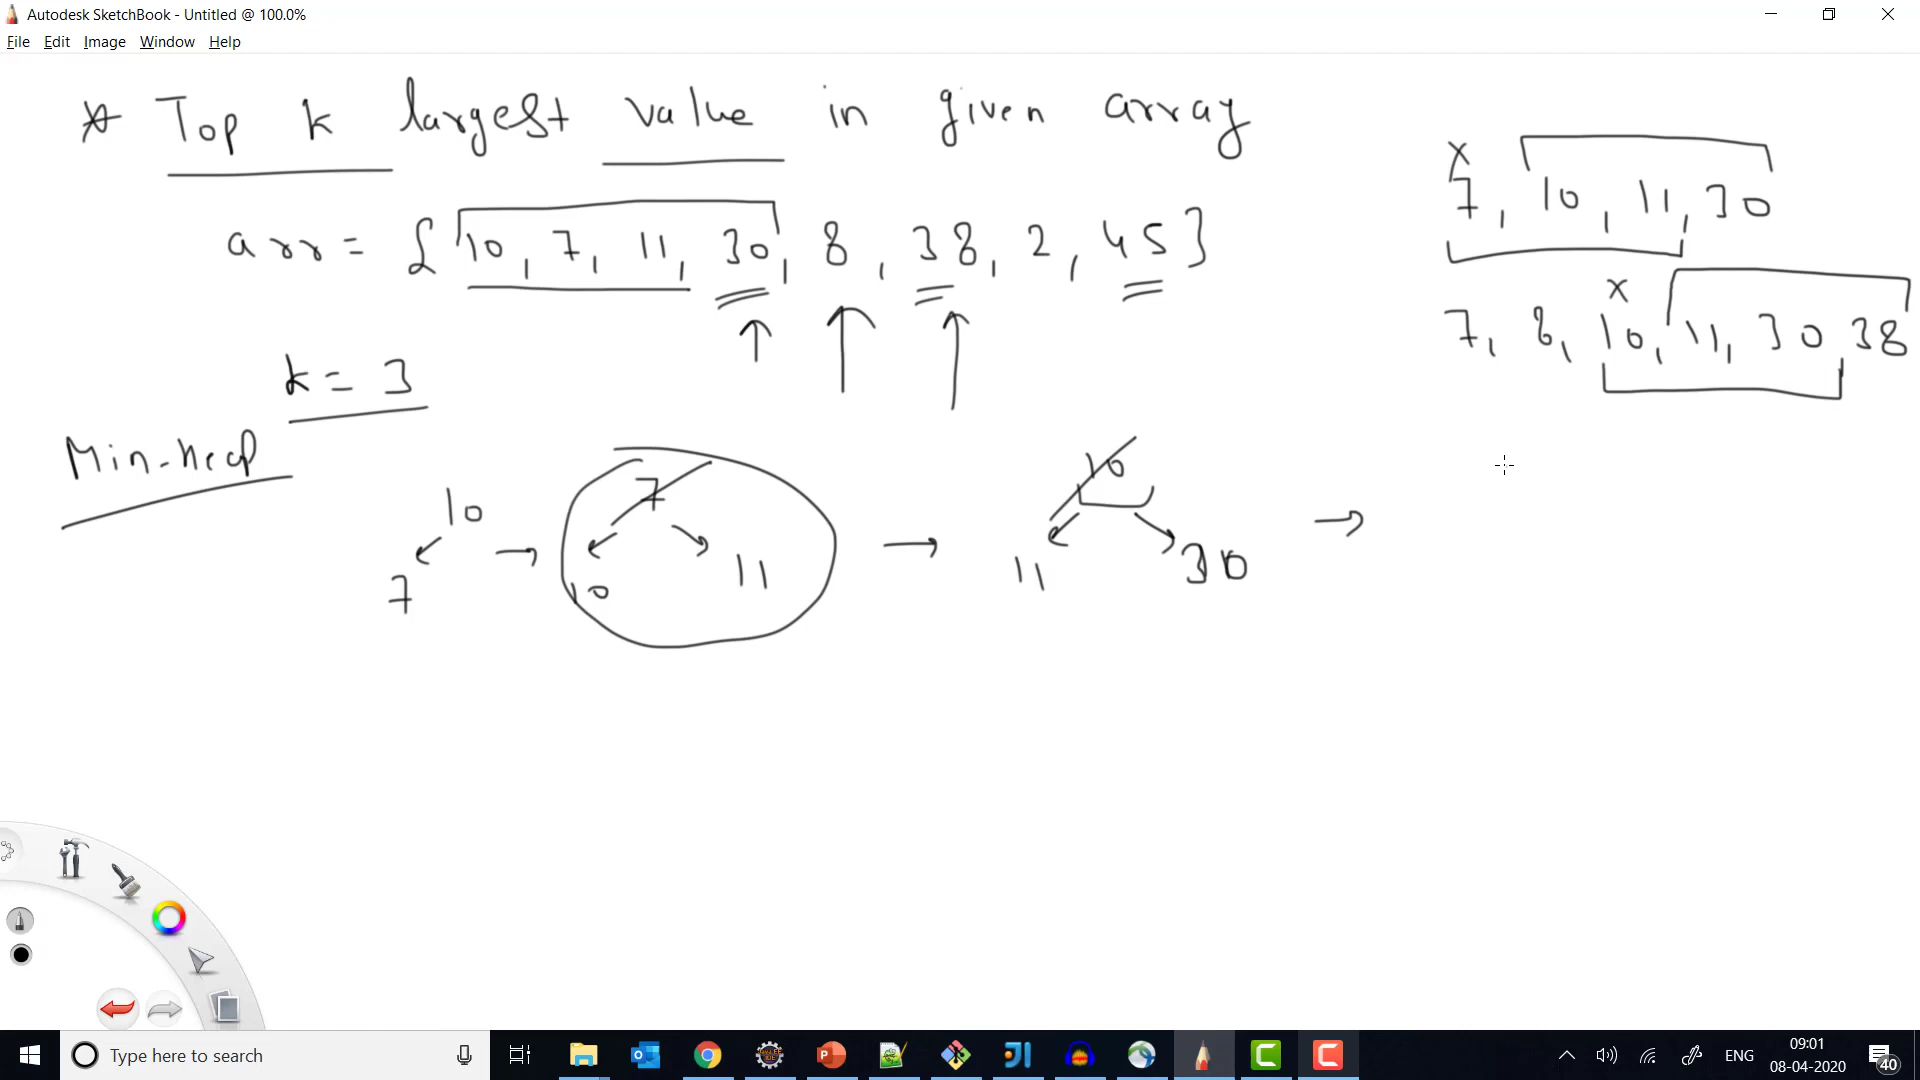 Autodesk SketchBook - Untitled @ 100.0%
File Edit Image Window Help
* Top k largest value in given array
arr = { 10, 7, 11, 30, 8, 38, 2, 45 }
x
7, 10, 11, 30
x
7, 8, 10, 11, 30, 38
k = 3
Min-heap
10
7
7
10 11
10
11 30
Type here to search
ENG
09:01
08-04-2020
40